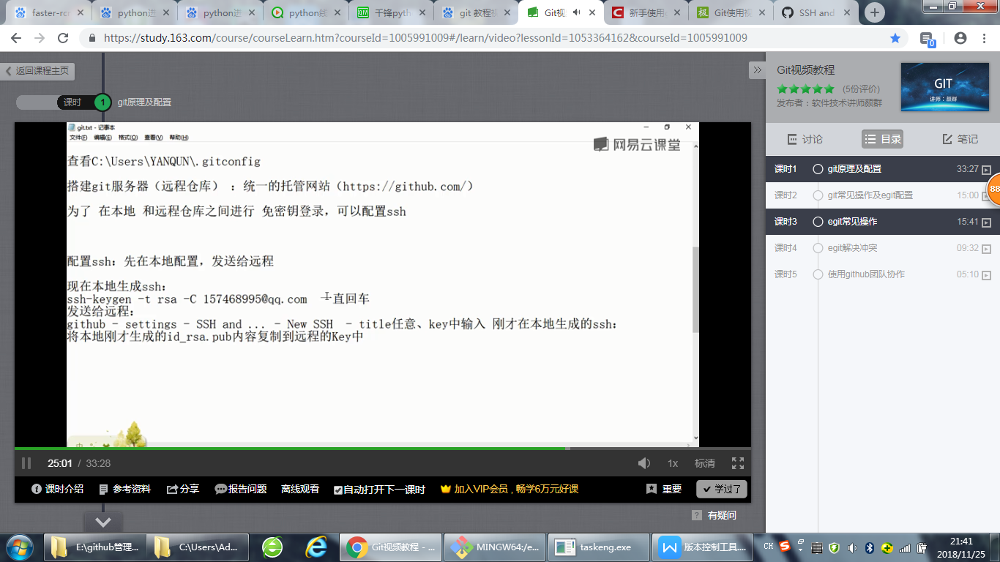 faster-rcr
python进
python进
python线
千锋pyth
git 教程视
Git视
新手使用
Git使用视
SSH and
https://study.163.com/course/courseLearn.htm?courseId=1005991009#/learn/video?lessonId=1053364162&courseId=1005991009
0
返回课程主页
课时 1 git原理及配置
git.txt - 记事本
文件(F) 编辑(E) 格式(O) 查看(V) 帮助(H)
网易云课堂
查看C:\Users\YANQUN\.gitconfig
搭建git服务器（远程仓库）：统一的托管网站（https://github.com/）
为了 在本地 和远程仓库之间进行 免密钥登录，可以配置ssh
配置ssh：先在本地配置，发送给远程
现在本地生成ssh：
ssh-keygen -t rsa -C 157468995@qq.com 一直回车
发送给远程：
github - settings - SSH and ... - New SSH - title任意、key中输入 刚才在本地生成的ssh：
将本地刚才生成的id_rsa.pub内容复制到远程的Key中
25:01 / 33:28
1x
标清
课时介绍
参考资料
分享
报告问题
离线观看
自动打开下一课时
加入VIP会员 , 畅学6万元好课
重要
学过了
? 有疑问
Git视频教程
(5份评价)
发布者：软件技术讲师颜群
GIT
讲师：颜群
讨论
目录
笔记
课时1 git原理及配置 33:27
课时2 git常见操作及egit配置 15:00
课时3 egit常见操作 15:41
课时4 egit解决冲突 09:32
课时5 使用github团队协作 05:10
88
E:\github管理...
C:\Users\Ad...
Git视频教程 - ...
MINGW64:/e...
taskeng.exe
版本控制工具....
CH
21:41
2018/11/25